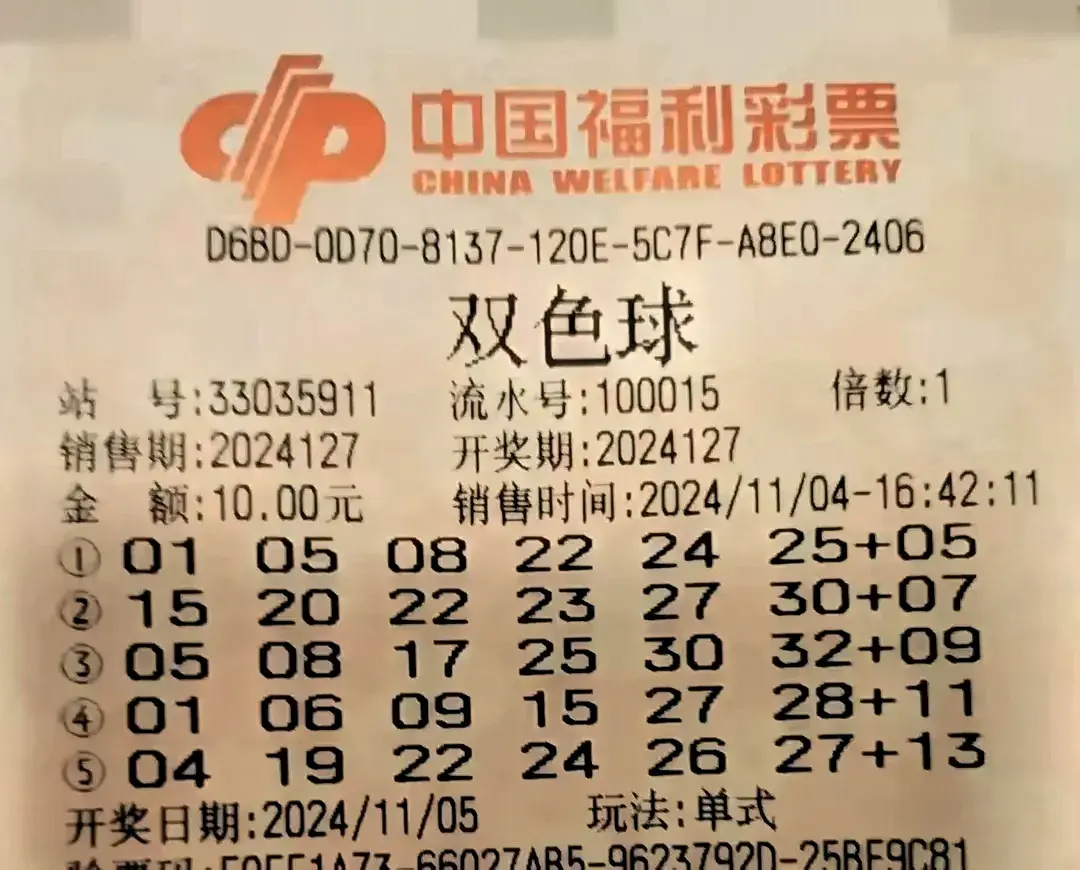 中国福利彩票
CHINA WELFARE LOTTERY
D6BD-0D70-8137-120E-5C7F-A8E0-2406
双色球
站 号:33035911 流水号:100015 倍数:1
销售期:2024127 开奖期:2024127
金 额:10.00元 销售时间:2024/11/04-16:42:11
① 01 05 08 22 24 25+05
② 15 20 22 23 27 30+07
③ 05 08 17 25 30 32+09
④ 01 06 09 15 27 28+11
⑤ 04 19 22 24 26 27+13
开奖日期:2024/11/05 玩法:单式